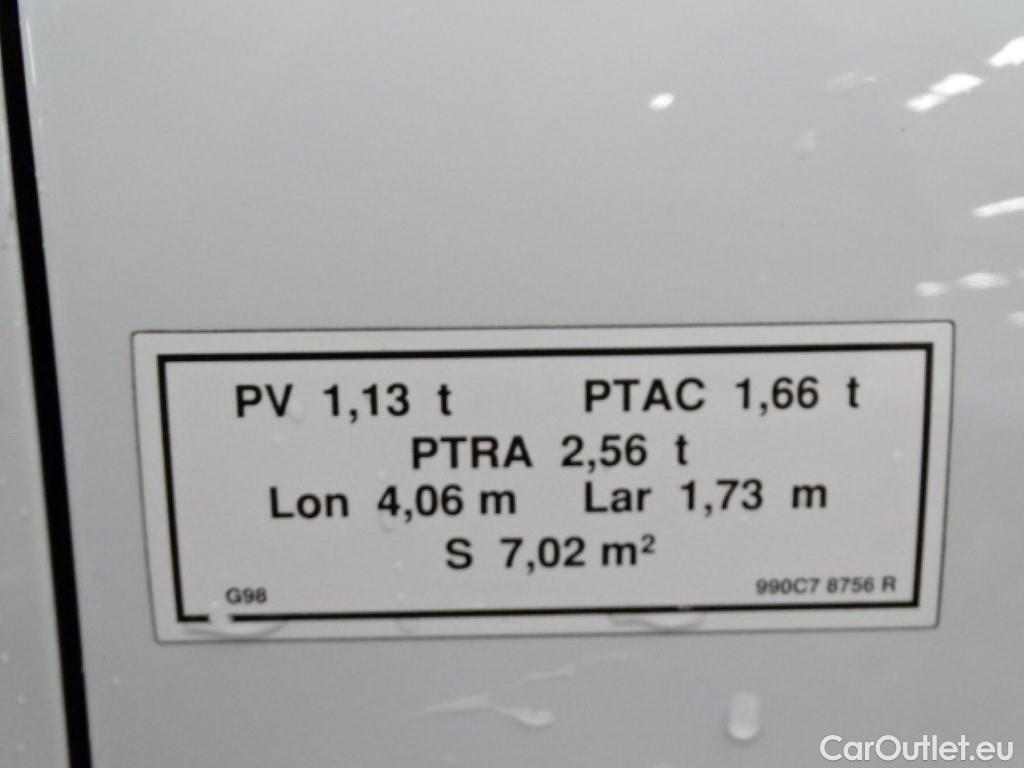 PV 1,13 t PTAC 1,66 t
PTRA 2,56 t
Lon 4,06 m Lar 1,73 m
S 7,02 m²
G98 990C7 8756 R
CarOutlet.eu